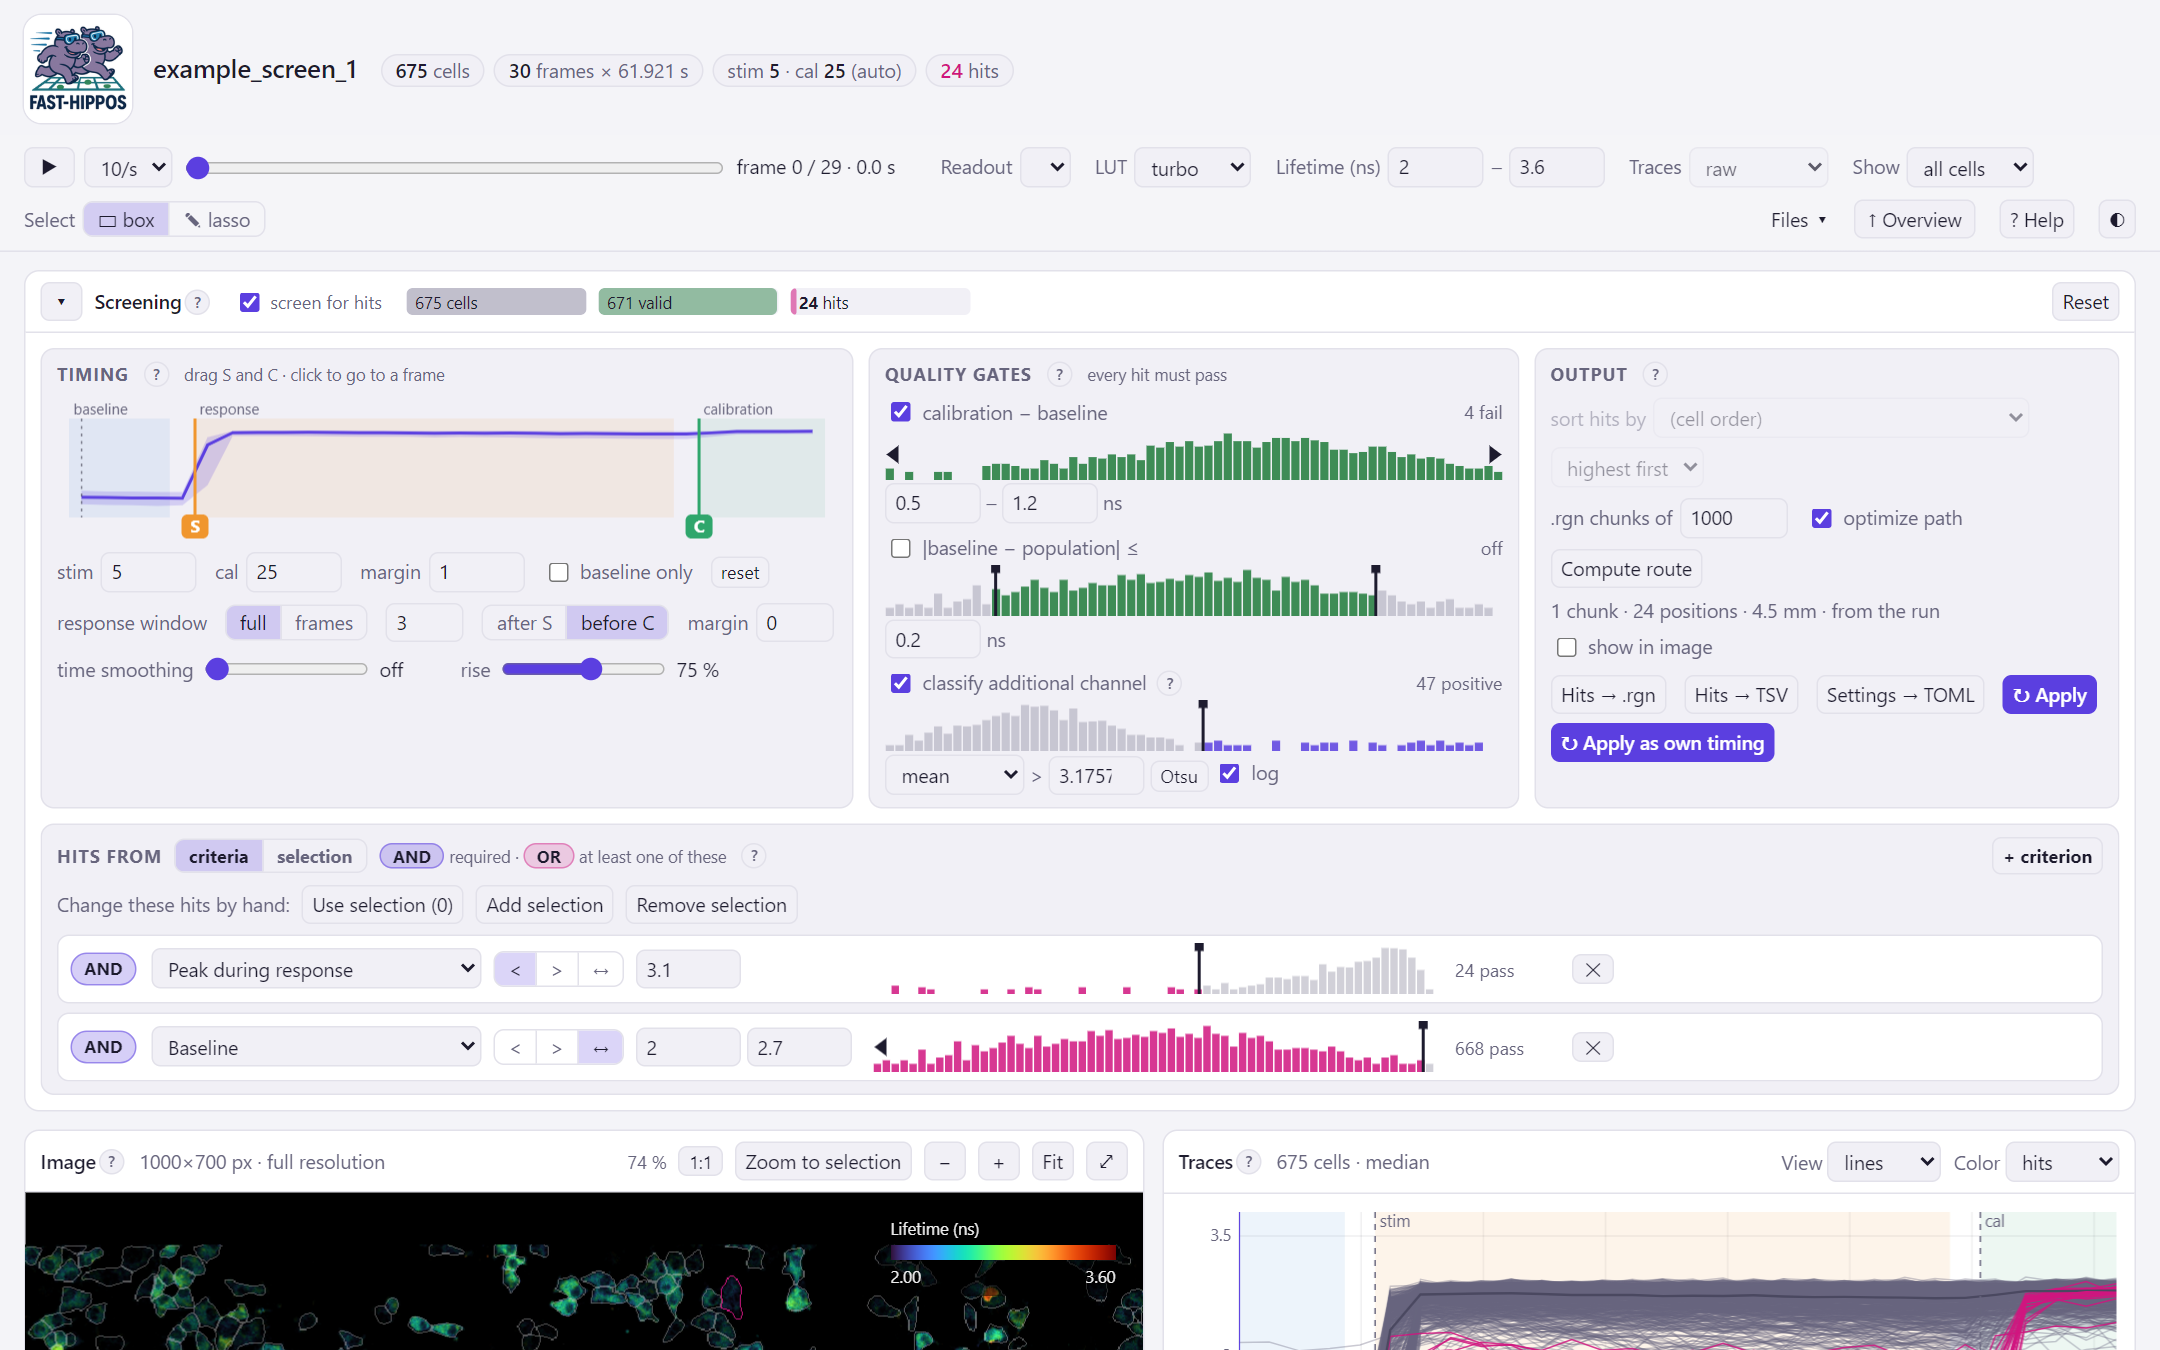 FAST-HIPPOS
example_screen_1
675 cells
30 frames × 61.921 s
stim 5 · cal 25 (auto)
24 hits
10/s
frame 0 / 29 · 0.0 s
Readout
LUT
turbo
Lifetime (ns)
2
–
3.6
Traces
raw
Show
all cells
Select
box
lasso
Files ▾
↑ Overview
? Help
Screening
?
screen for hits
675 cells
671 valid
24 hits
Reset
TIMING
?
drag S and C · click to go to a frame
baseline
response
calibration
S
C
stim
5
cal
25
margin
1
baseline only
reset
response window
full
frames
3
after S
before C
margin
0
time smoothing
off
rise
75 %
QUALITY GATES
?
every hit must pass
calibration – baseline
4 fail
0.5
–
1.2
ns
|baseline – population| ≤
off
0.2
ns
classify additional channel
?
47 positive
mean
>
3.1757
Otsu
log
OUTPUT
?
sort hits by
(cell order)
highest first
.rgn chunks of
1000
optimize path
Compute route
1 chunk · 24 positions · 4.5 mm · from the run
show in image
Hits → .rgn
Hits → TSV
Settings → TOML
↻ Apply
↻ Apply as own timing
HITS FROM
criteria
selection
AND required · OR at least one of these
?
+ criterion
Change these hits by hand:
Use selection (0)
Add selection
Remove selection
AND
Peak during response
<
>
↔
3.1
24 pass
AND
Baseline
<
>
↔
2
2.7
668 pass
Image
?
1000×700 px · full resolution
74 %
1:1
Zoom to selection
−
+
Fit
Lifetime (ns)
2.00
3.60
Traces
?
675 cells · median
View
lines
Color
hits
3.5
stim
cal